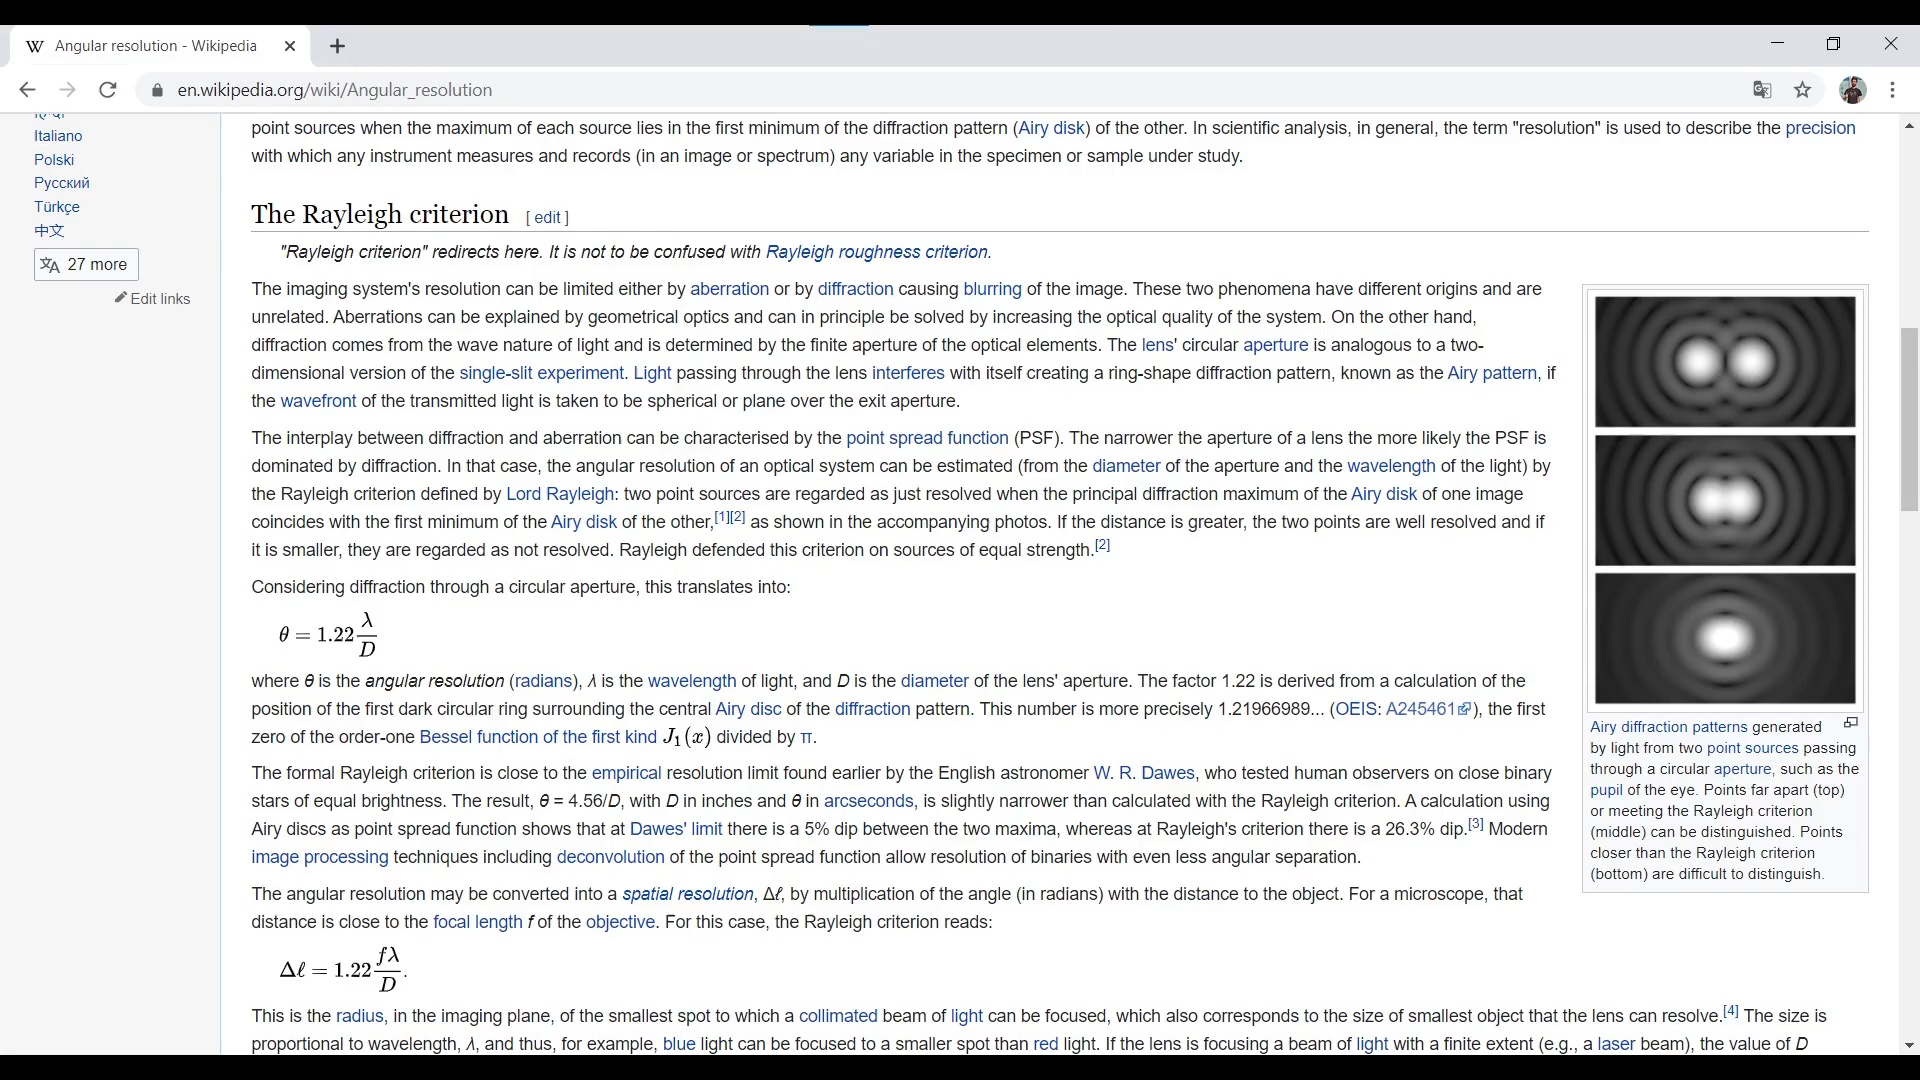 Angular resolution - Wikipedia
en.wikipedia.org/wiki/Angular_resolution
Italiano
Polski
Русский
Türkçe
中文
27 more
Edit links
point sources when the maximum of each source lies in the first minimum of the diffraction pattern (Airy disk) of the other. In scientific analysis, in general, the term "resolution" is used to describe the precision
with which any instrument measures and records (in an image or spectrum) any variable in the specimen or sample under study.
The Rayleigh criterion [ edit ]
"Rayleigh criterion" redirects here. It is not to be confused with Rayleigh roughness criterion.
The imaging system's resolution can be limited either by aberration or by diffraction causing blurring of the image. These two phenomena have different origins and are
unrelated. Aberrations can be explained by geometrical optics and can in principle be solved by increasing the optical quality of the system. On the other hand,
diffraction comes from the wave nature of light and is determined by the finite aperture of the optical elements. The lens' circular aperture is analogous to a two-
dimensional version of the single-slit experiment. Light passing through the lens interferes with itself creating a ring-shape diffraction pattern, known as the Airy pattern, if
the wavefront of the transmitted light is taken to be spherical or plane over the exit aperture.
The interplay between diffraction and aberration can be characterised by the point spread function (PSF). The narrower the aperture of a lens the more likely the PSF is
dominated by diffraction. In that case, the angular resolution of an optical system can be estimated (from the diameter of the aperture and the wavelength of the light) by
the Rayleigh criterion defined by Lord Rayleigh: two point sources are regarded as just resolved when the principal diffraction maximum of the Airy disk of one image
coincides with the first minimum of the Airy disk of the other,[1][2] as shown in the accompanying photos. If the distance is greater, the two points are well resolved and if
it is smaller, they are regarded as not resolved. Rayleigh defended this criterion on sources of equal strength.[2]
Considering diffraction through a circular aperture, this translates into:
θ = 1.22 λ/D
where θ is the angular resolution (radians), λ is the wavelength of light, and D is the diameter of the lens' aperture. The factor 1.22 is derived from a calculation of the
position of the first dark circular ring surrounding the central Airy disc of the diffraction pattern. This number is more precisely 1.21966989... (OEIS: A245461), the first
zero of the order-one Bessel function of the first kind J₁(x) divided by π.
The formal Rayleigh criterion is close to the empirical resolution limit found earlier by the English astronomer W. R. Dawes, who tested human observers on close binary
stars of equal brightness. The result, θ = 4.56/D, with D in inches and θ in arcseconds, is slightly narrower than calculated with the Rayleigh criterion. A calculation using
Airy discs as point spread function shows that at Dawes' limit there is a 5% dip between the two maxima, whereas at Rayleigh's criterion there is a 26.3% dip.[3] Modern
image processing techniques including deconvolution of the point spread function allow resolution of binaries with even less angular separation.
The angular resolution may be converted into a spatial resolution, Δℓ, by multiplication of the angle (in radians) with the distance to the object. For a microscope, that
distance is close to the focal length f of the objective. For this case, the Rayleigh criterion reads:
Δℓ = 1.22 fλ/D.
This is the radius, in the imaging plane, of the smallest spot to which a collimated beam of light can be focused, which also corresponds to the size of smallest object that the lens can resolve.[4] The size is
proportional to wavelength, λ, and thus, for example, blue light can be focused to a smaller spot than red light. If the lens is focusing a beam of light with a finite extent (e.g., a laser beam), the value of D
Airy diffraction patterns generated
by light from two point sources passing
through a circular aperture, such as the
pupil of the eye. Points far apart (top)
or meeting the Rayleigh criterion
(middle) can be distinguished. Points
closer than the Rayleigh criterion
(bottom) are difficult to distinguish.